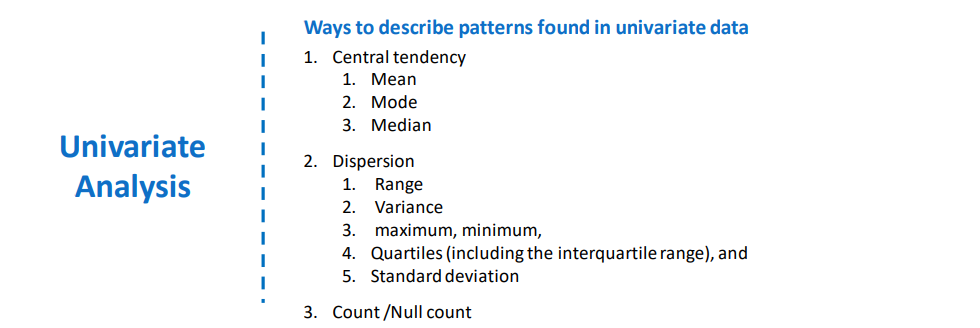 Univariate
Analysis
Ways to describe patterns found in univariate data
1. Central tendency
1. Mean
2. Mode
3. Median
2. Dispersion
1. Range
2. Variance
3. maximum, minimum,
4. Quartiles (including the interquartile range), and
5. Standard deviation
3. Count /Null count